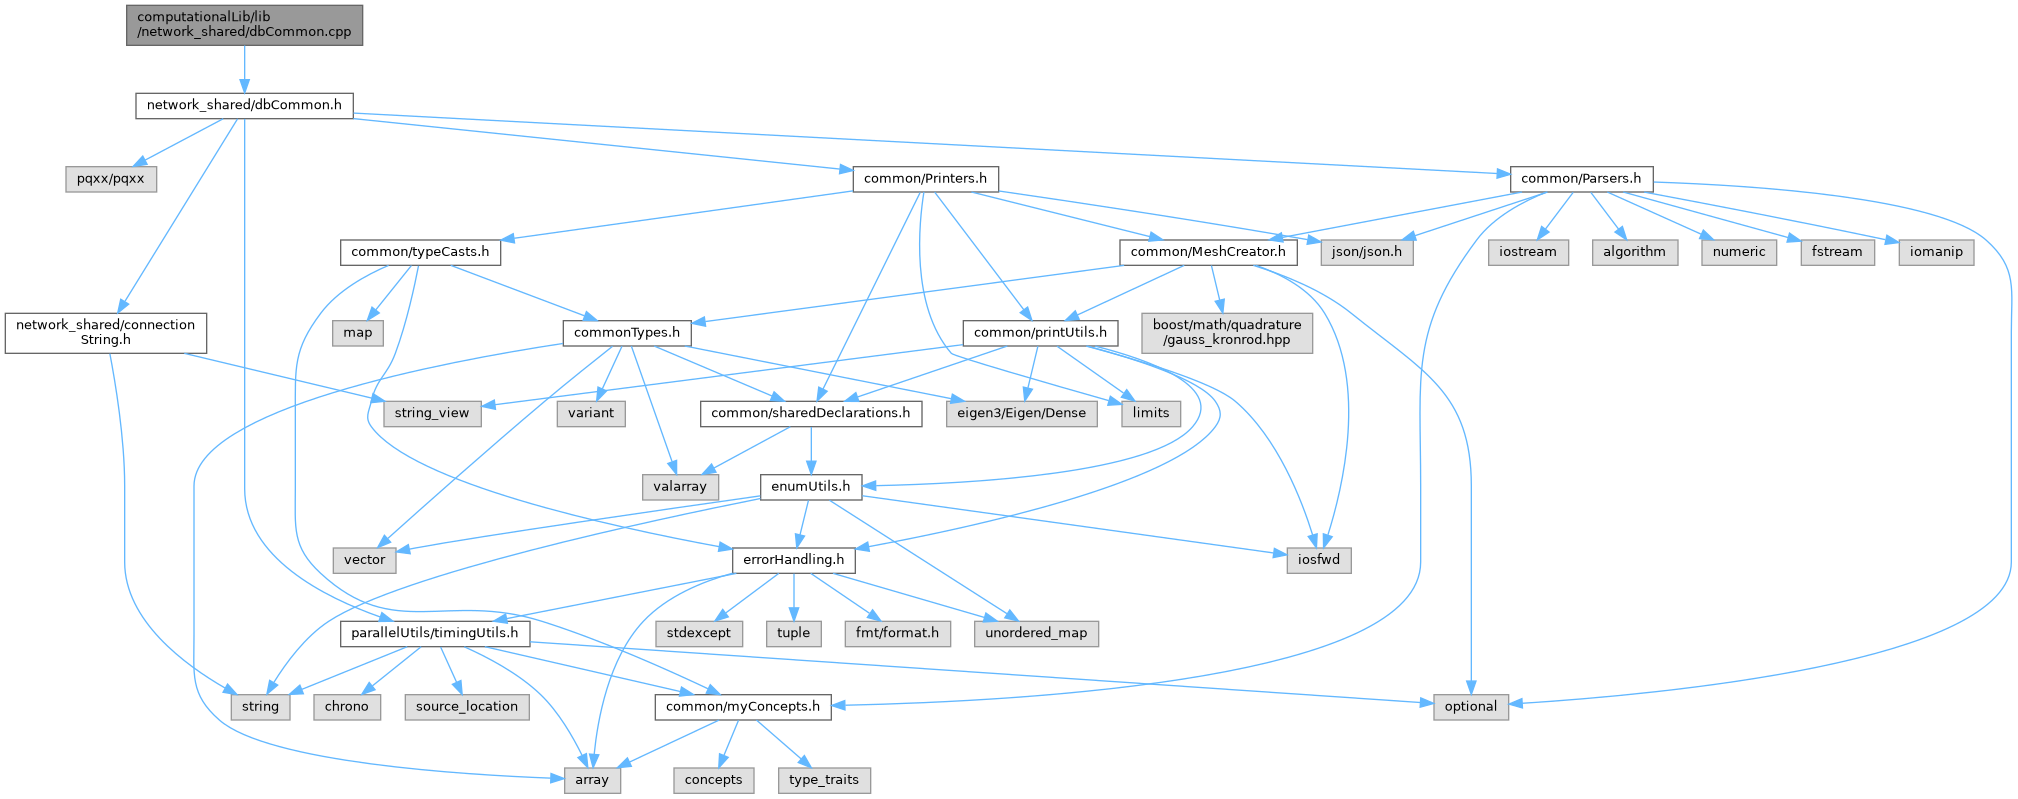 computationalLib/lib
/network_shared/dbCommon.cpp
network_shared/dbCommon.h
pqxx/pqxx
common/Printers.h
common/Parsers.h
common/typeCasts.h
common/MeshCreator.h
json/json.h
iostream
algorithm
numeric
fstream
iomanip
network_shared/connection
String.h
map
commonTypes.h
common/printUtils.h
boost/math/quadrature
/gauss_kronrod.hpp
string_view
variant
common/sharedDeclarations.h
eigen3/Eigen/Dense
limits
valarray
enumUtils.h
vector
errorHandling.h
iosfwd
parallelUtils/timingUtils.h
stdexcept
tuple
fmt/format.h
unordered_map
string
chrono
source_location
common/myConcepts.h
optional
array
concepts
type_traits